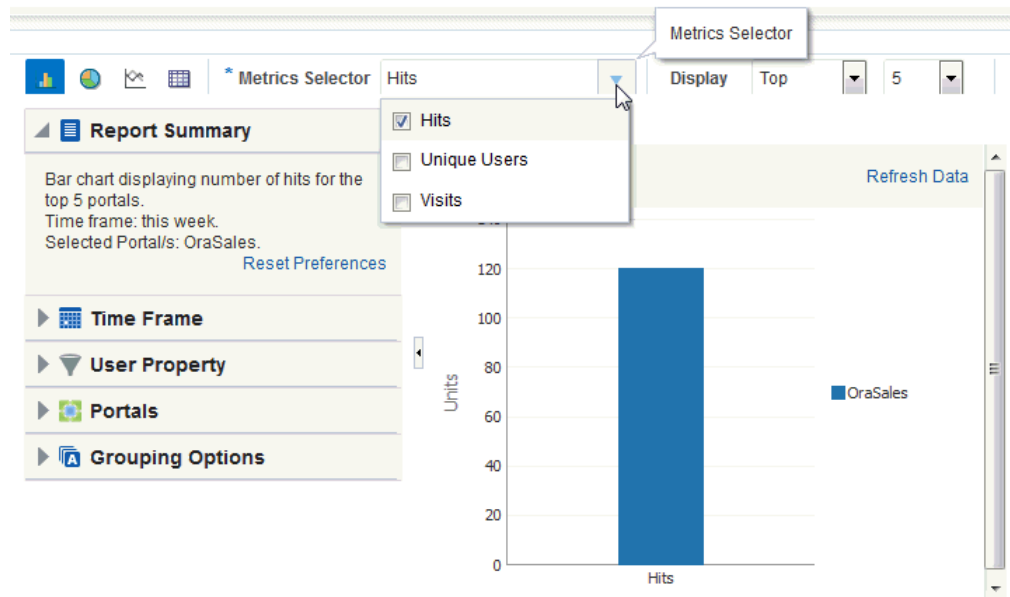 Metrics Selector
* Metrics Selector Hits Display Top 5
Hits
Unique Users
Visits
Report Summary
Bar chart displaying number of hits for the
top 5 portals.
Time frame: this week.
Selected Portal/s: OraSales.
Reset Preferences
Time Frame
User Property
Portals
Grouping Options
Refresh Data
120
100
80
60
40
20
0
Units
Hits
OraSales